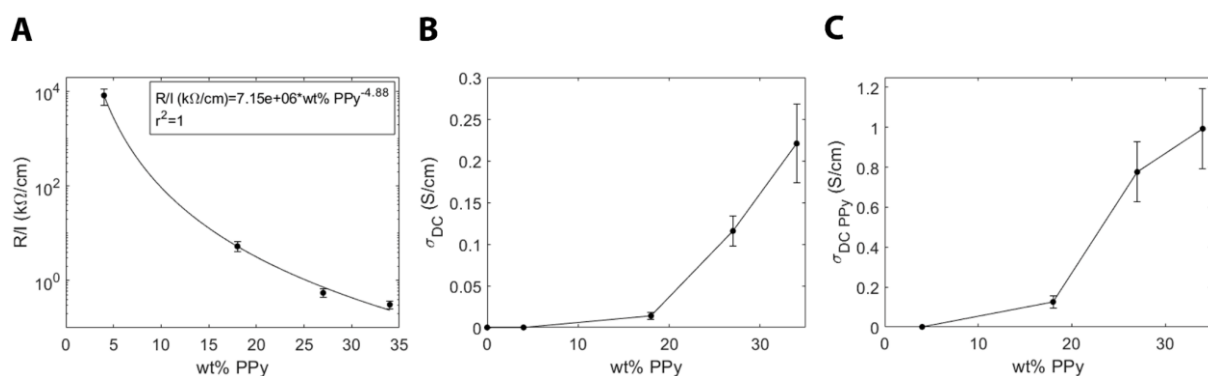 A
B
C
R/l (kΩ/cm)=7.15e+06*wt% PPy^-4.88
r^2=1
R/l (kΩ/cm)
10^4
10^2
10^0
0 5 10 15 20 25 30 35
wt% PPy
σ_DC (S/cm)
0.3
0.25
0.2
0.15
0.1
0.05
0
0 10 20 30
wt% PPy
σ_DC PPy (S/cm)
1.2
1
0.8
0.6
0.4
0.2
0
0 10 20 30
wt% PPy